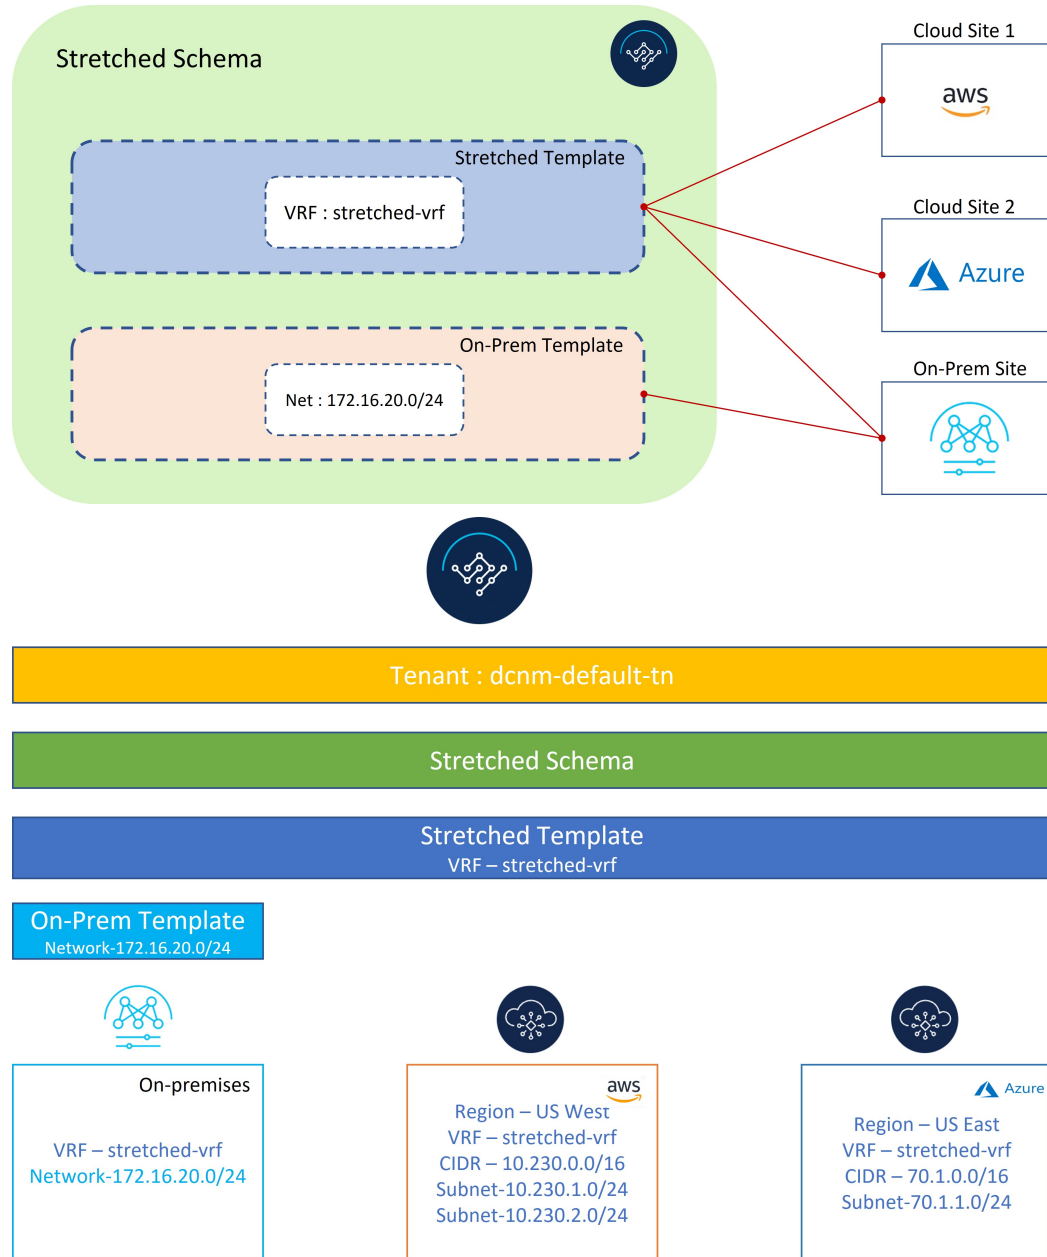 Stretched Schema
Stretched Template
VRF : stretched-vrf
On-Prem Template
Net : 172.16.20.0/24
Cloud Site 1
aws
Cloud Site 2
Azure
On-Prem Site
Tenant : dcnm-default-tn
Stretched Schema
Stretched Template
VRF – stretched-vrf
On-Prem Template
Network-172.16.20.0/24
On-premises
VRF – stretched-vrf
Network-172.16.20.0/24
aws
Region – US West
VRF – stretched-vrf
CIDR – 10.230.0.0/16
Subnet-10.230.1.0/24
Subnet-10.230.2.0/24
Azure
Region – US East
VRF – stretched-vrf
CIDR – 70.1.0.0/16
Subnet-70.1.1.0/24